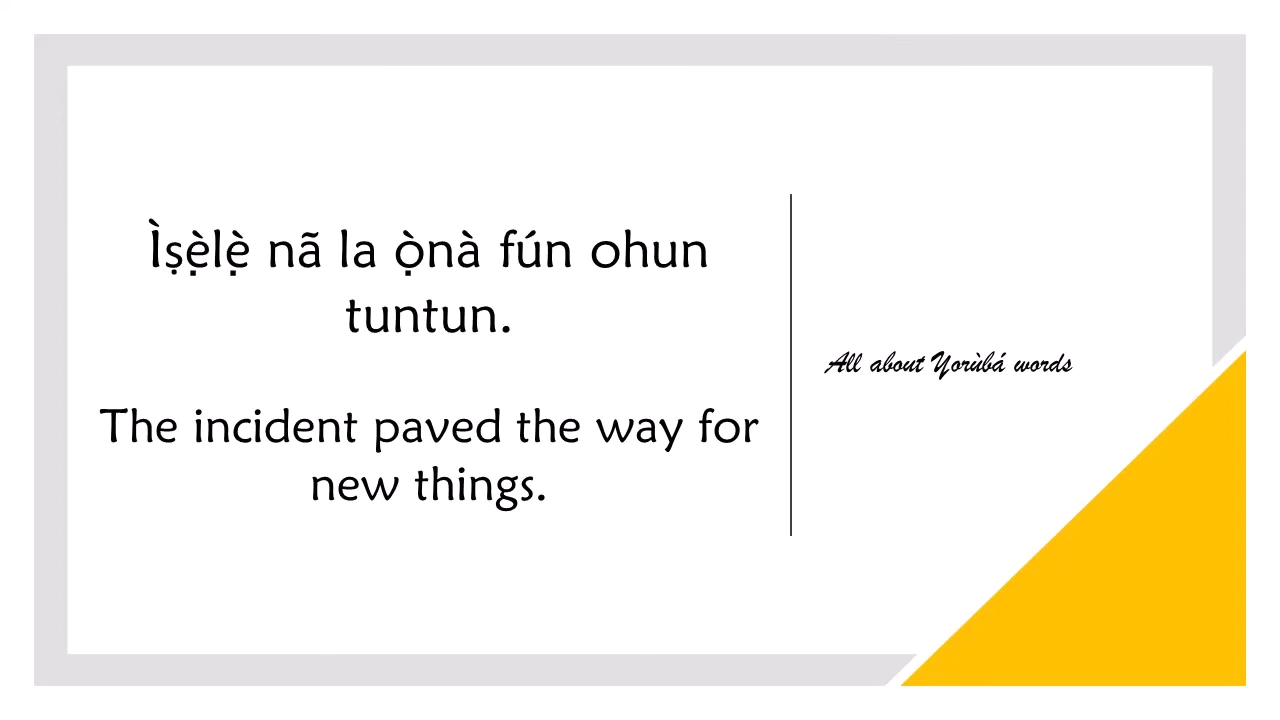 Ìṣẹ̀lẹ̀ nã la ọ̀nà fún ohun
tuntun.
The incident paved the way for
new things.
All about Yorùbá words